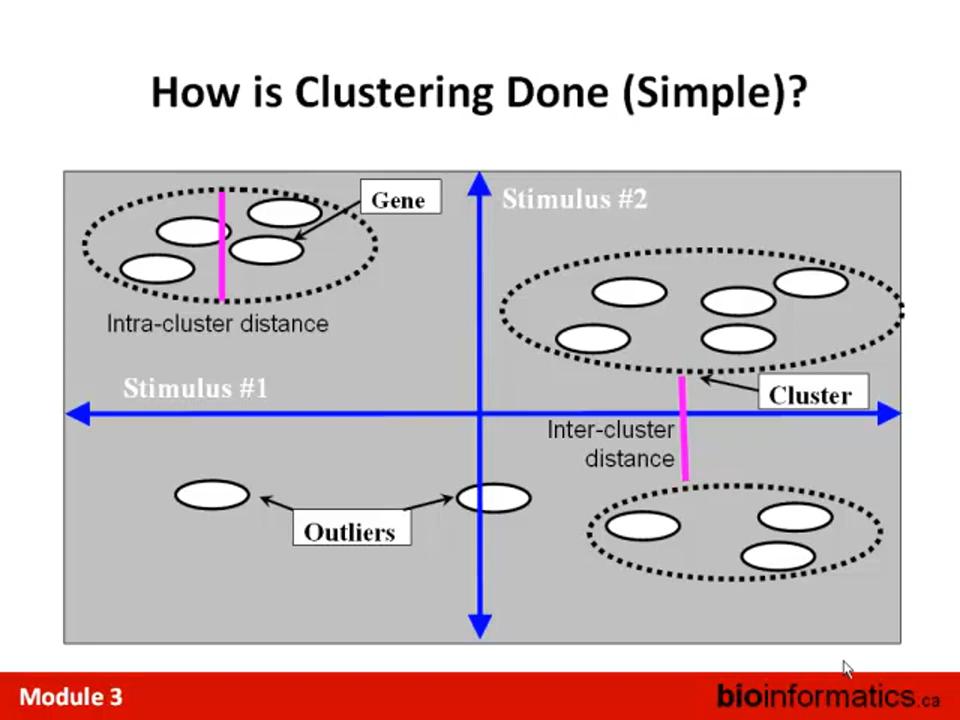 How is Clustering Done (Simple)?
Gene
Stimulus #2
Intra-cluster distance
Stimulus #1
Cluster
Inter-cluster
distance
Outliers
Module 3
bioinformatics.ca